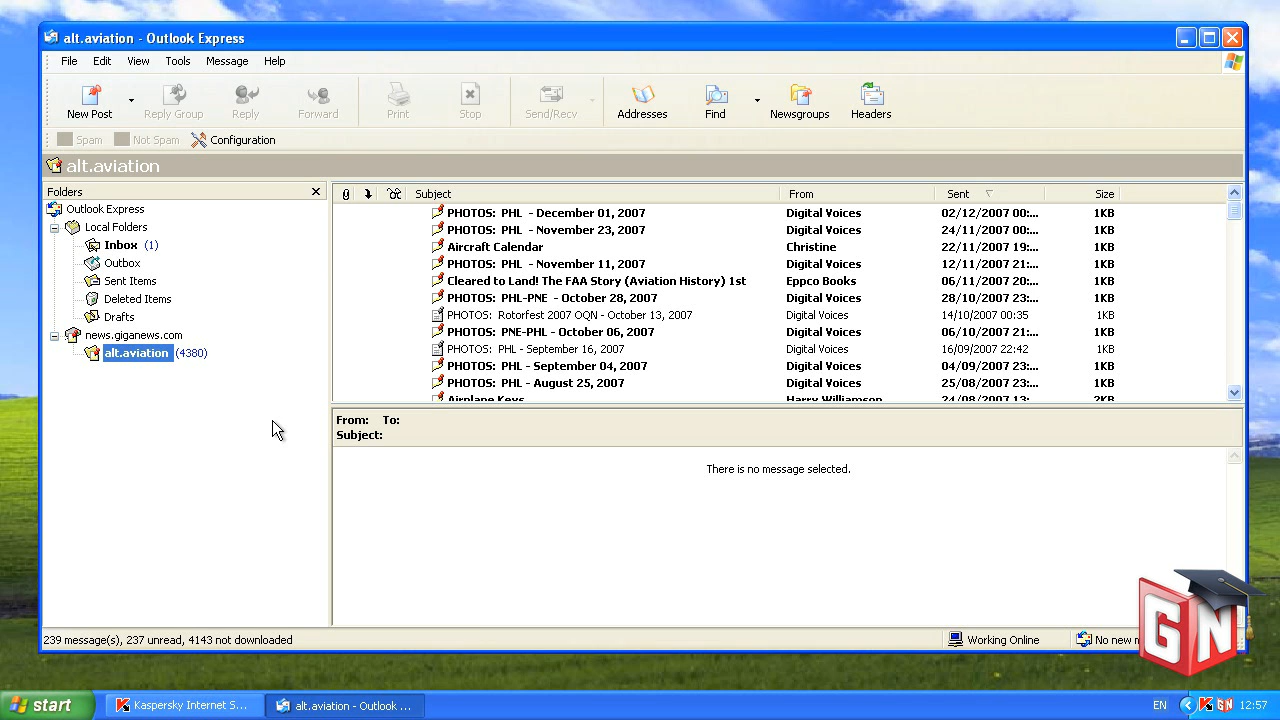 alt.aviation - Outlook Express
File Edit View Tools Message Help
New Post Reply Group Reply Forward Print Stop Send/Recv Addresses Find Newsgroups Headers
Spam Not Spam Configuration
alt.aviation
Folders
Outlook Express
Local Folders
Inbox (1)
Outbox
Sent Items
Deleted Items
Drafts
news.giganews.com
alt.aviation (4380)
Subject From Sent Size
PHOTOS: PHL - December 01, 2007 Digital Voices 02/12/2007 00:... 1KB
PHOTOS: PHL - November 23, 2007 Digital Voices 24/11/2007 00:... 1KB
Aircraft Calendar Christine 22/11/2007 19:... 1KB
PHOTOS: PHL - November 11, 2007 Digital Voices 12/11/2007 21:... 1KB
Cleared to Land! The FAA Story (Aviation History) 1st Eppco Books 06/11/2007 20:... 1KB
PHOTOS: PHL-PNE - October 28, 2007 Digital Voices 28/10/2007 23:... 1KB
PHOTOS: Rotorfest 2007 OQN - October 13, 2007 Digital Voices 14/10/2007 00:35 1KB
PHOTOS: PNE-PHL - October 06, 2007 Digital Voices 06/10/2007 21:... 1KB
PHOTOS: PHL - September 16, 2007 Digital Voices 16/09/2007 22:42 1KB
PHOTOS: PHL - September 04, 2007 Digital Voices 04/09/2007 23:... 1KB
PHOTOS: PHL - August 25, 2007 Digital Voices 25/08/2007 23:... 1KB
Airplane Keys Harry Williamson 24/08/2007 13:... 2KB
From: To:
Subject:
There is no message selected.
239 message(s), 237 unread, 4143 not downloaded Working Online No new
GN
start Kaspersky Internet S... alt.aviation - Outlook ... EN GN 12:57